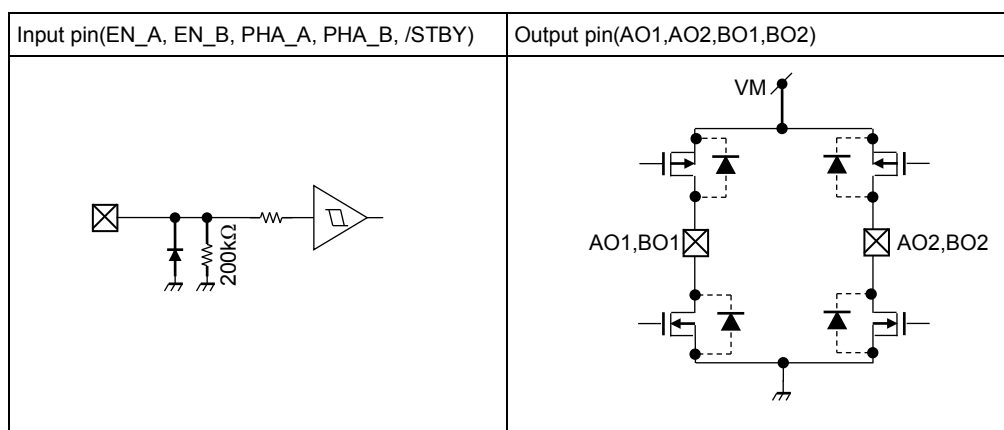 Input pin(EN_A, EN_B, PHA_A, PHA_B, /STBY)
Output pin(AO1,AO2,BO1,BO2)
VM
200kΩ
AO1,BO1
AO2,BO2